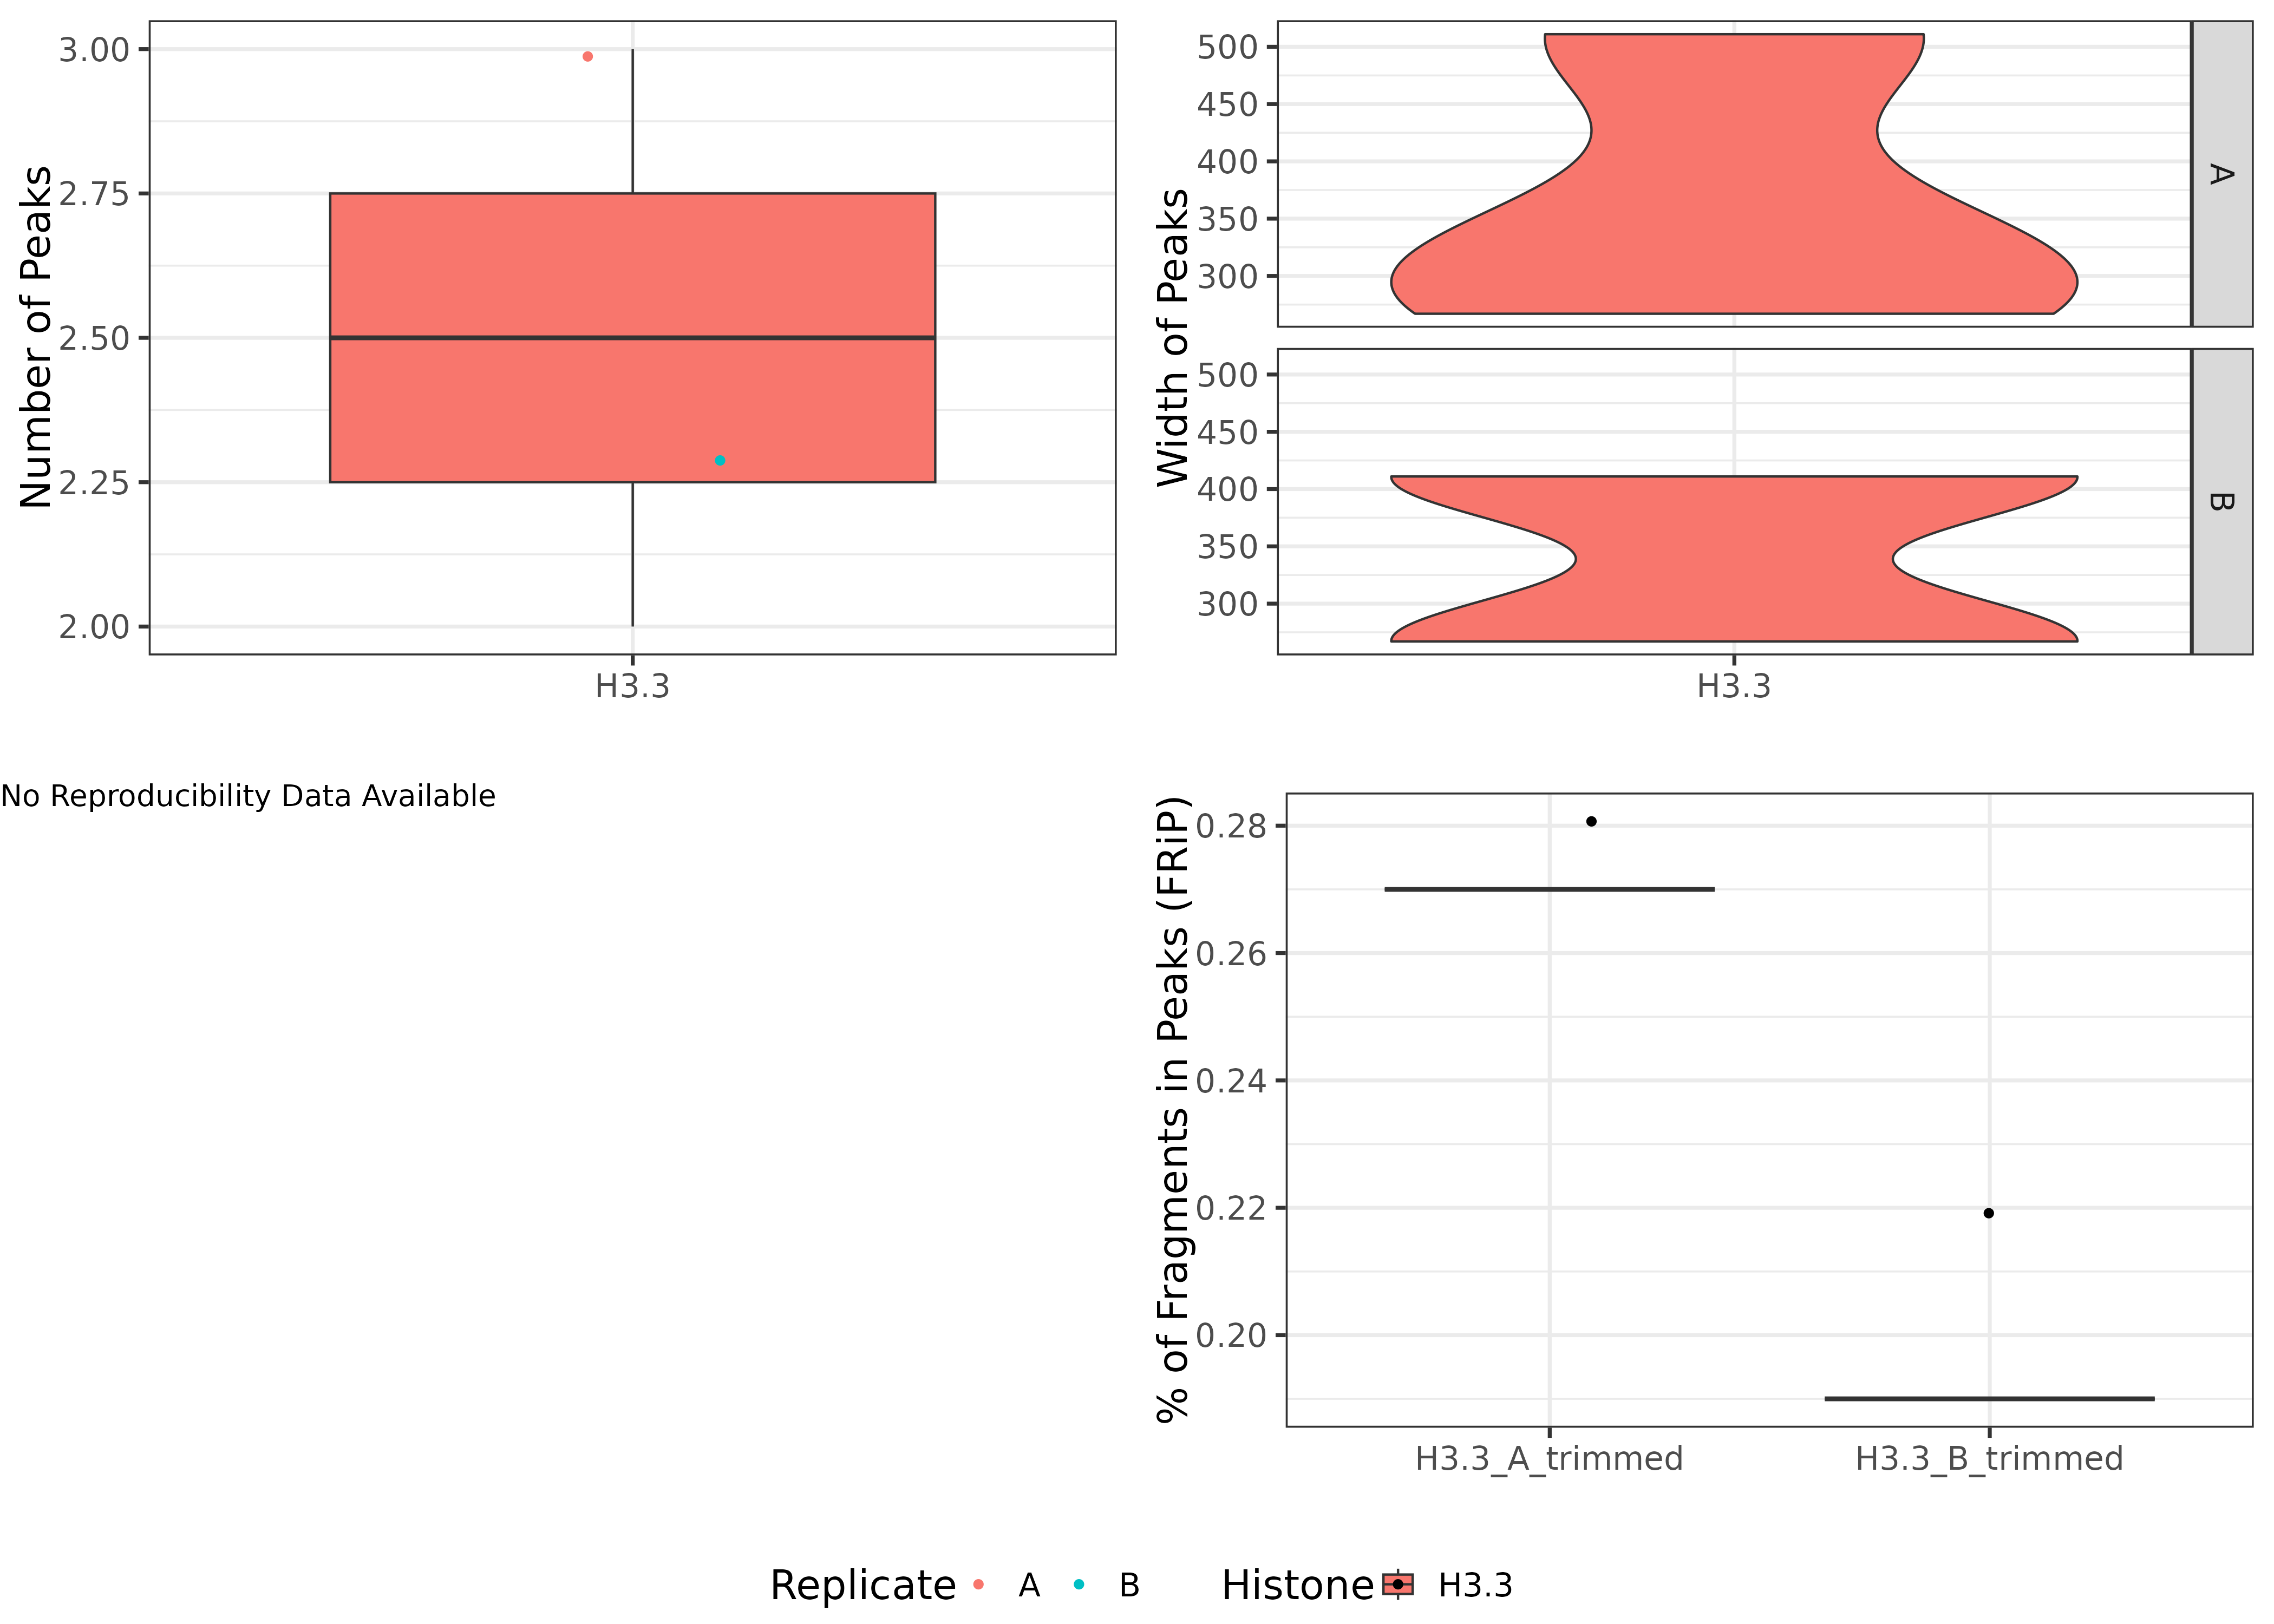 Number of Peaks
3.00
2.75
2.50
2.25
2.00
H3.3
Width of Peaks
500
450
400
350
300
A
500
450
400
350
300
B
H3.3
No Reproducibility Data Available
% of Fragments in Peaks (FRiP)
0.28
0.26
0.24
0.22
0.20
H3.3_A_trimmed
H3.3_B_trimmed
Replicate A B Histone H3.3